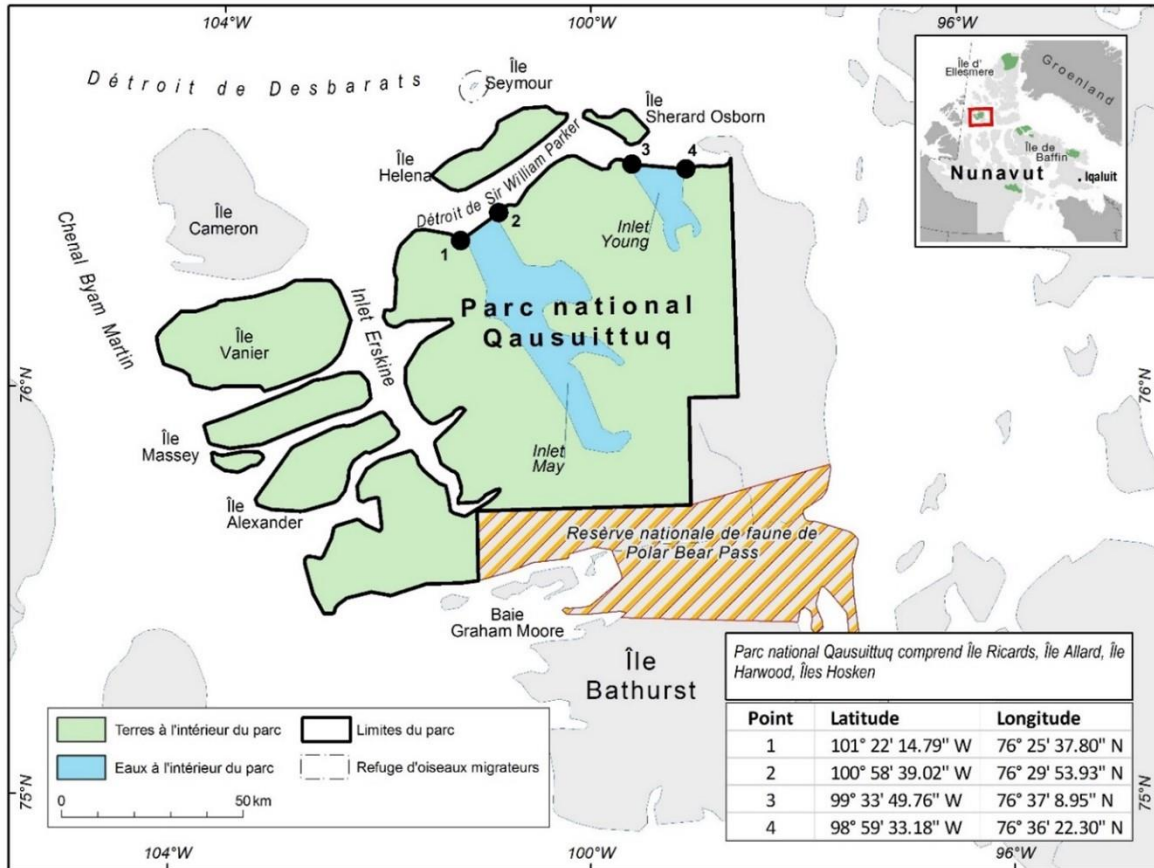 104°W
100°W
96°W
Détroit de Desbarats
Île
Seymour
Île
Sherard Osborn
Île
Helena
Détroit de Sir William Parker
3
4
2
1
Île
Cameron
Inlet
Young
Chenal Byam Martin
Inlet Erskine
Parc national
Qausuittuq
Île
Vanier
76°N
76°N
Île
Massey
Inlet
May
Île
Alexander
Resèrve nationale de faune de
Polar Bear Pass
Baie
Graham Moore
Île
Bathurst
Île d'
Ellesmere
Groenland
Île de
Baffin
Nunavut
Iqaluit
Parc national Qausuittuq comprend Île Ricards, Île Allard, Île
Harwood, Îles Hosken
Point Latitude Longitude
1 101° 22' 14.79" W 76° 25' 37.80" N
2 100° 58' 39.02" W 76° 29' 53.93" N
3 99° 33' 49.76" W 76° 37' 8.95" N
4 98° 59' 33.18" W 76° 36' 22.30" N
Terres à l'intérieur du parc
Limites du parc
Eaux à l'intérieur du parc
Refuge d'oiseaux migrateurs
0 50 km
75°N
75°N
104°W
100°W
96°W